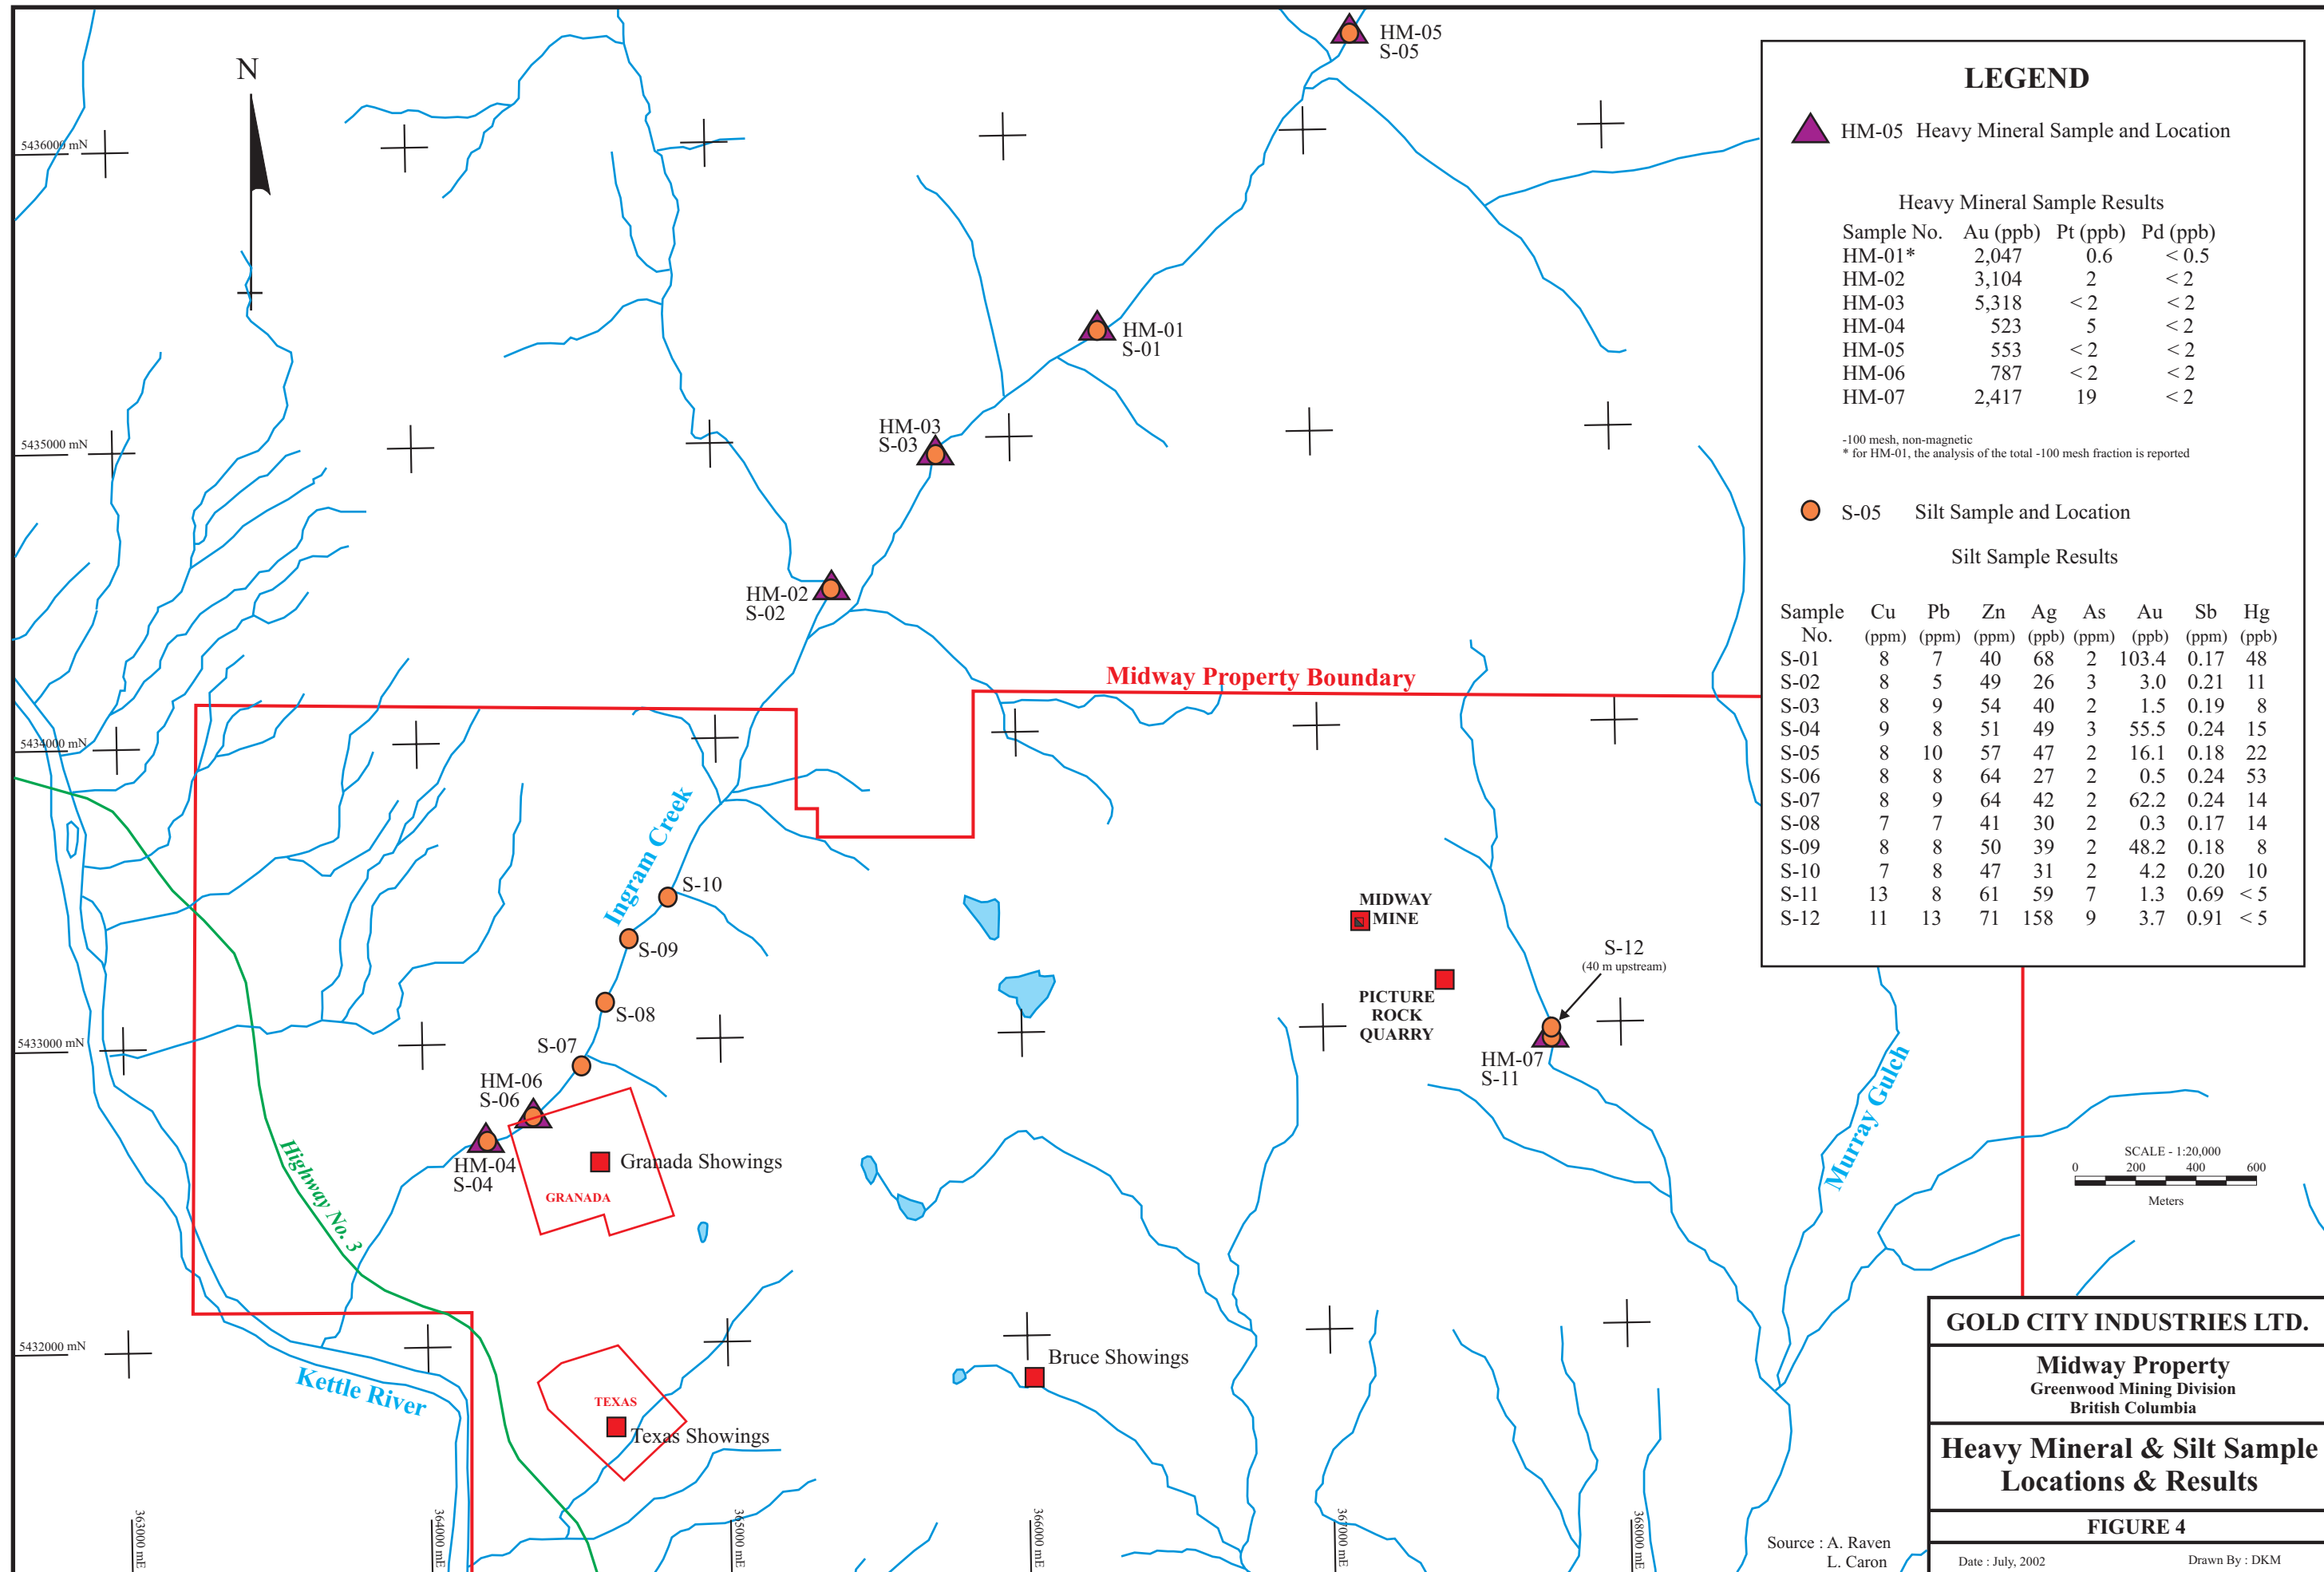 N
HM-05
S-05
5436000 mN
HM-01
S-01
HM-03
S-03
5435000 mN
HM-02
S-02
Midway Property Boundary
5434000 mN
Ingram Creek
S-10
S-09
S-08
S-07
HM-06
S-06
HM-04
S-04
5433000 mN
MIDWAY
MINE
PICTURE
ROCK
QUARRY
S-12
(40 m upstream)
HM-07
S-11
Murray Gulch
Highway No. 3
Granada Showings
GRANADA
5432000 mN
Kettle River
TEXAS
Texas Showings
Bruce Showings
363000 mE
364000 mE
365000 mE
366000 mE
367000 mE
368000 mE
LEGEND
HM-05 Heavy Mineral Sample and Location
Heavy Mineral Sample Results
Sample No. Au (ppb) Pt (ppb) Pd (ppb)
HM-01* 2,047 0.6 < 0.5
HM-02 3,104 2 < 2
HM-03 5,318 < 2 < 2
HM-04 523 5 < 2
HM-05 553 < 2 < 2
HM-06 787 < 2 < 2
HM-07 2,417 19 < 2
-100 mesh, non-magnetic
* for HM-01, the analysis of the total -100 mesh fraction is reported
S-05 Silt Sample and Location
Silt Sample Results
Sample Cu Pb Zn Ag As Au Sb Hg
No. (ppm) (ppm) (ppm) (ppb) (ppm) (ppb) (ppm) (ppb)
S-01 8 7 40 68 2 103.4 0.17 48
S-02 8 5 49 26 3 3.0 0.21 11
S-03 8 9 54 40 2 1.5 0.19 8
S-04 9 8 51 49 3 55.5 0.24 15
S-05 8 10 57 47 2 16.1 0.18 22
S-06 8 8 64 27 2 0.5 0.24 53
S-07 8 9 64 42 2 62.2 0.24 14
S-08 7 7 41 30 2 0.3 0.17 14
S-09 8 8 50 39 2 48.2 0.18 8
S-10 7 8 47 31 2 4.2 0.20 10
S-11 13 8 61 59 7 1.3 0.69 < 5
S-12 11 13 71 158 9 3.7 0.91 < 5
SCALE - 1:20,000
0 200 400 600
Meters
GOLD CITY INDUSTRIES LTD.
Midway Property
Greenwood Mining Division
British Columbia
Heavy Mineral & Silt Sample
Locations & Results
FIGURE 4
Source : A. Raven
L. Caron
Date : July, 2002 Drawn By : DKM